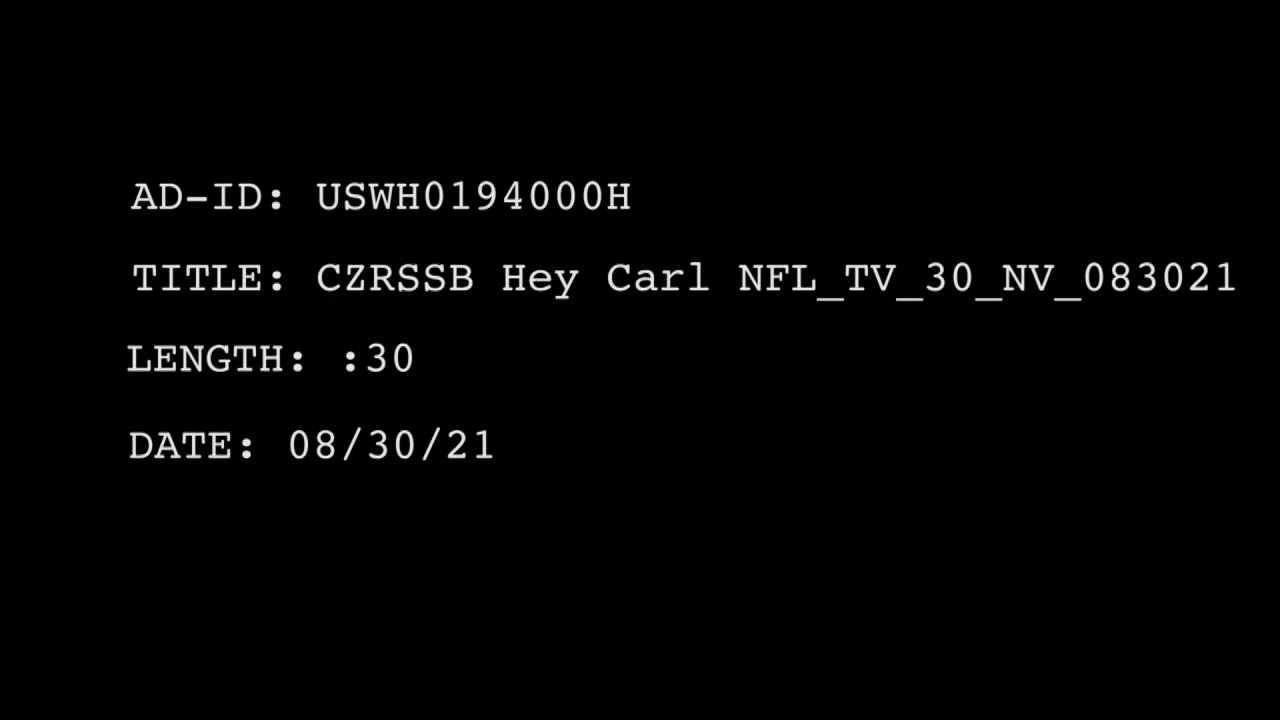 AD-ID: USWH0194000H
TITLE: CZRSSB Hey Carl NFL_TV_30_NV_083021
LENGTH: :30
DATE: 08/30/21